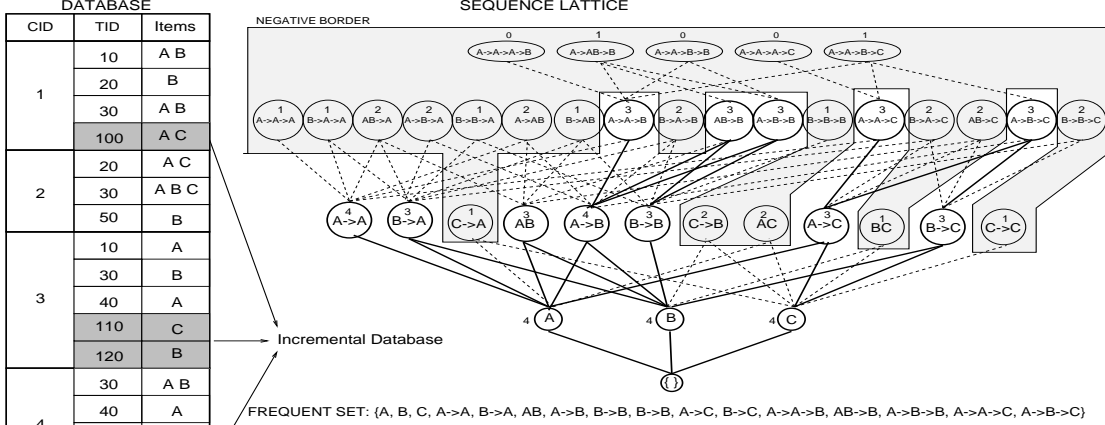 DATABASE
CID TID Items
1
10 A B
20 B
30 A B
100 A C
2
20 A C
30 A B C
50 B
3
10 A
30 B
40 A
110 C
120 B
4
30 A B
40 A
Incremental Database
SEQUENCE LATTICE
NEGATIVE BORDER
0 1 0 0 1
A->A->A->B A->AB->B A->A->B->B A->A->A->C A->A->B->C
1 1 2 2 1 2 1 3 2 3 3 1 3 2 2 3 2
A->A->A B->A->A AB->A A->B->A B->B->A A->AB B->AB A->A->B B->A->B AB->B A->B->B B->B->B A->A->C B->A->C AB->C A->B->C B->B->C
4 3 1 3 4 3 2 2 3 1 3 1
A->A B->A C->A AB A->B B->B C->B AC A->C BC B->C C->C
4 A 4 B 4 C
{ }
FREQUENT SET: {A, B, C, A->A, B->A, AB, A->B, B->B, B->B, A->C, B->C, A->A->B, AB->B, A->B->B, A->A->C, A->B->C}